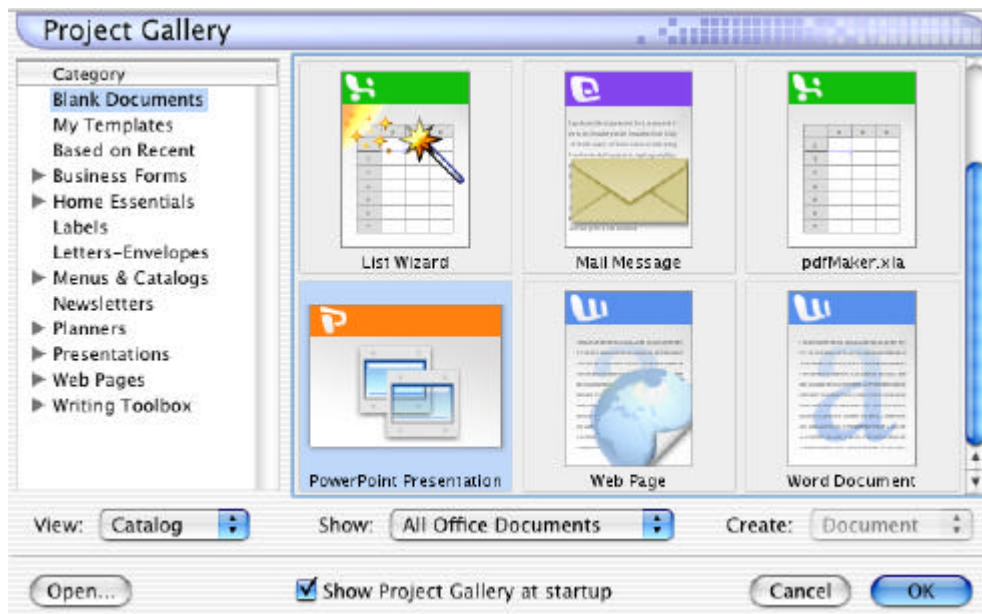 Project Gallery
Category
Blank Documents
My Templates
Based on Recent
Business Forms
Home Essentials
Labels
Letters-Envelopes
Menus & Catalogs
Newsletters
Planners
Presentations
Web Pages
Writing Toolbox
List Wizard
Mail Message
pdfMaker.xla
PowerPoint Presentation
Web Page
Word Document
View: Catalog Show: All Office Documents Create: Document
Open... Show Project Gallery at startup Cancel OK